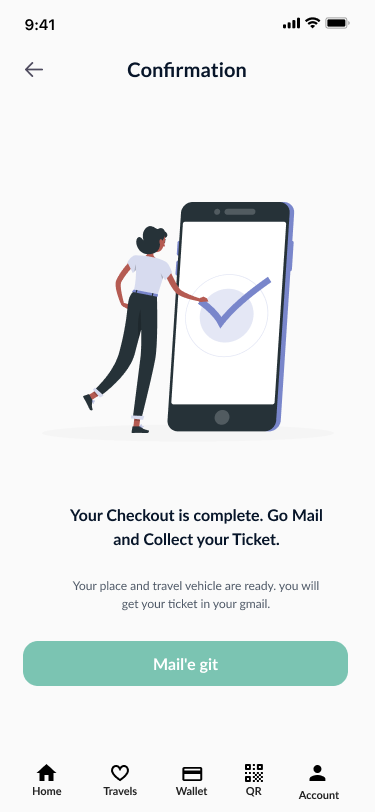 9:41
Confirmation
Your Checkout is complete. Go Mail
and Collect your Ticket.
Your place and travel vehicle are ready. you will
get your ticket in your gmail.
Mail'e git
Home
Travels
Wallet
QR
Account